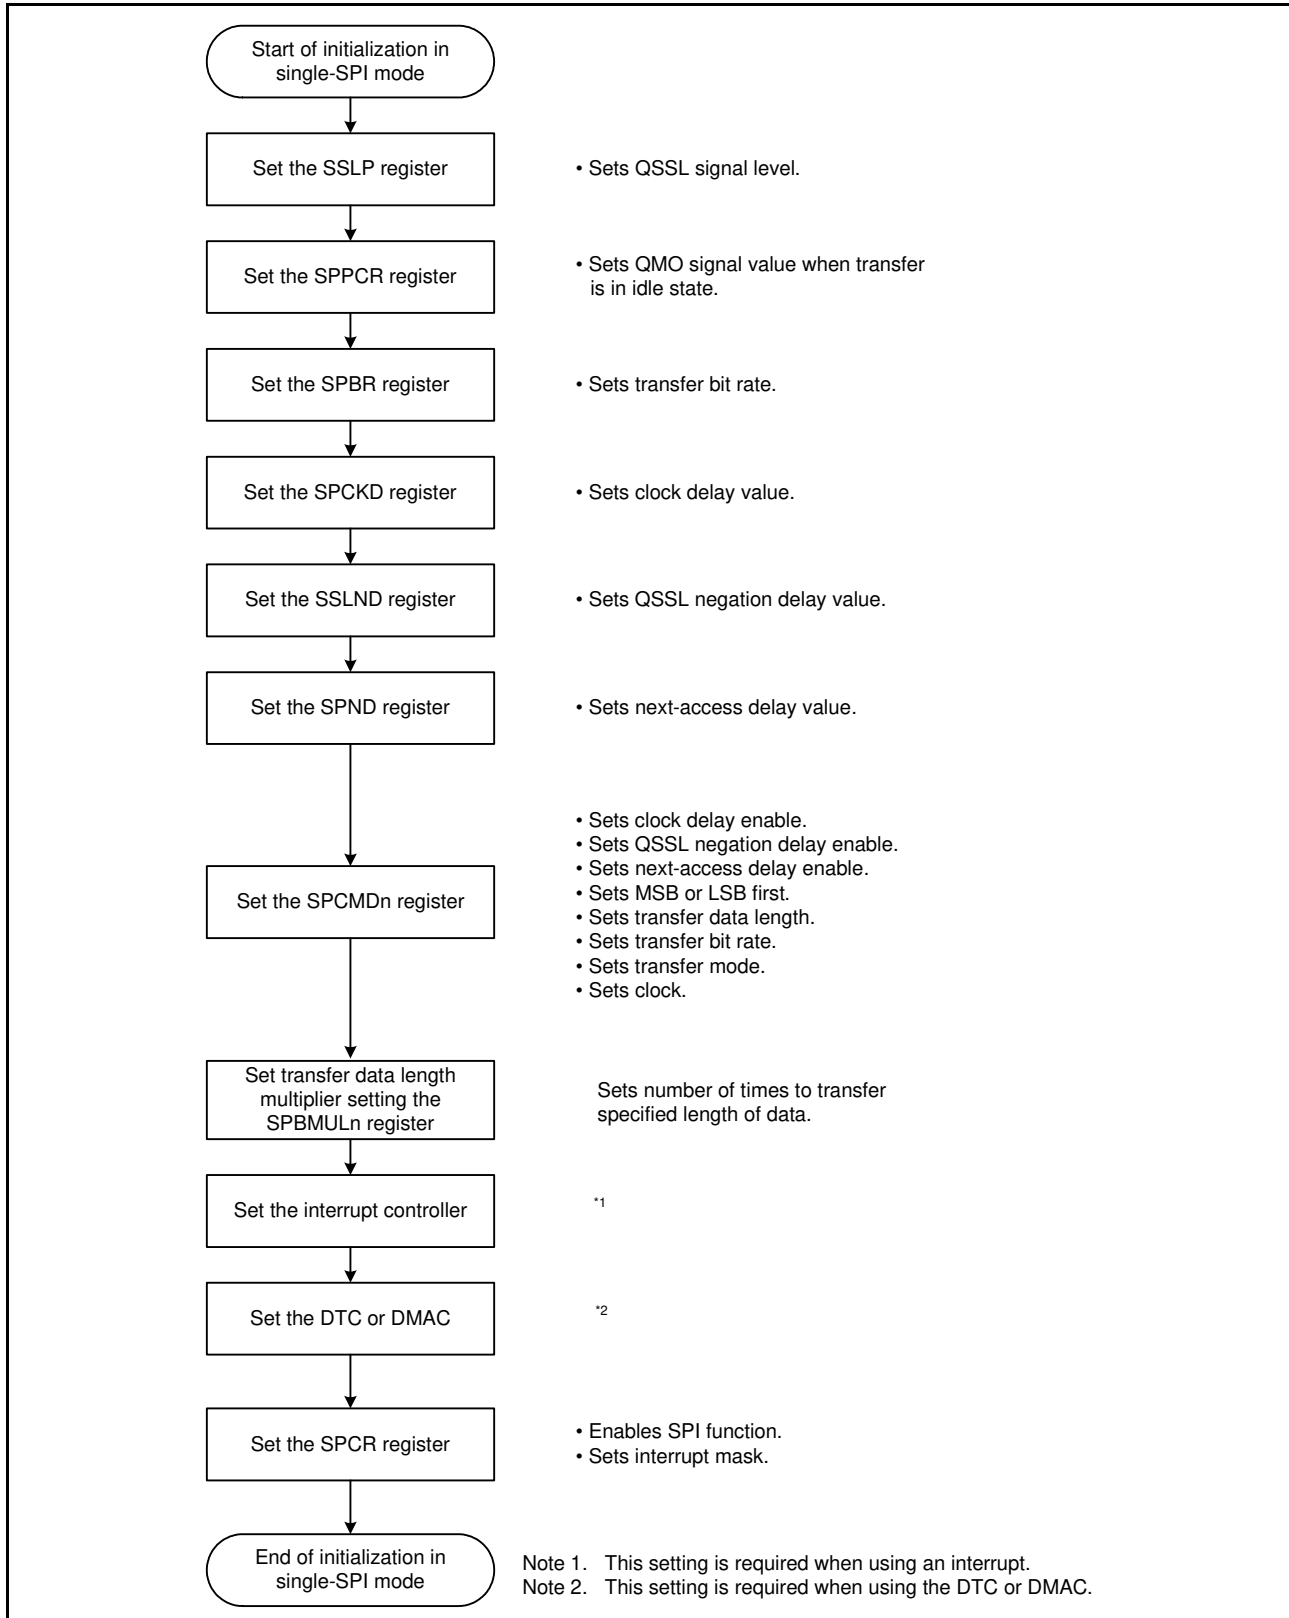 Start of initialization in
single-SPI mode
Set the SSLP register
• Sets QSSL signal level.
Set the SPPCR register
• Sets QMO signal value when transfer
is in idle state.
Set the SPBR register
• Sets transfer bit rate.
Set the SPCKD register
• Sets clock delay value.
Set the SSLND register
• Sets QSSL negation delay value.
Set the SPND register
• Sets next-access delay value.
Set the SPCMDn register
• Sets clock delay enable.
• Sets QSSL negation delay enable.
• Sets next-access delay enable.
• Sets MSB or LSB first.
• Sets transfer data length.
• Sets transfer bit rate.
• Sets transfer mode.
• Sets clock.
Set transfer data length
multiplier setting the
SPBMULn register
Sets number of times to transfer
specified length of data.
Set the interrupt controller
*1
Set the DTC or DMAC
*2
Set the SPCR register
• Enables SPI function.
• Sets interrupt mask.
End of initialization in
single-SPI mode
Note 1. This setting is required when using an interrupt.
Note 2. This setting is required when using the DTC or DMAC.